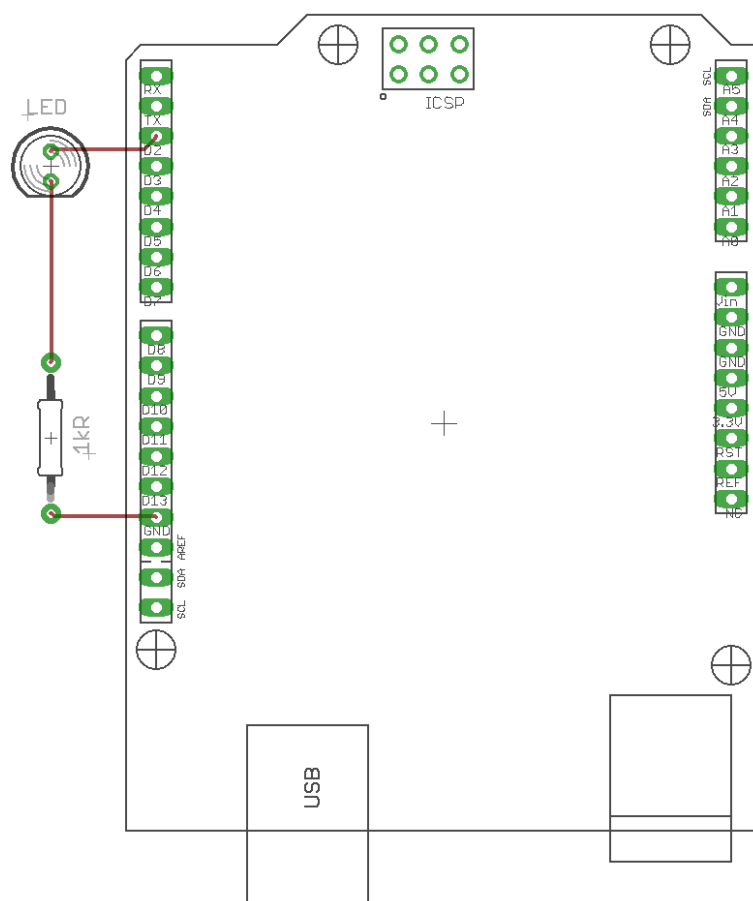 ICSP
LED
RX
TX
D2
D3
D4
D5
D6
D7
D8
D9
D10
D11
D12
D13
GND
AREF
SDA
SCL
1kR
SCL
A5
SDA
A4
A3
A2
A1
A0
Vin
GND
GND
5V
3.3V
RST
REF
NC
USB